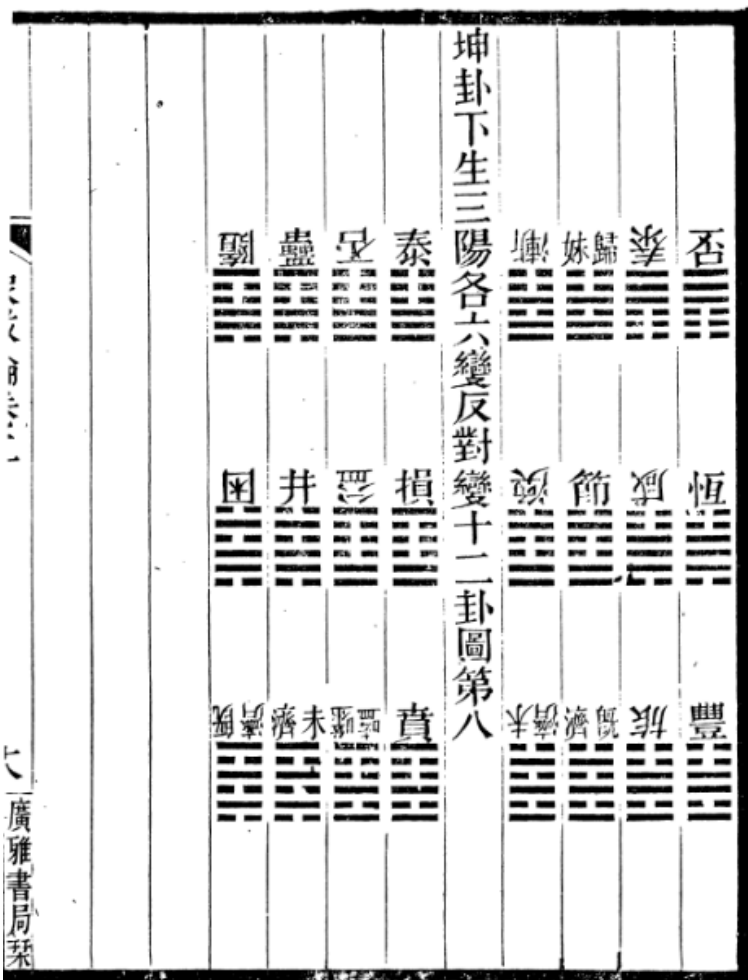 否 恒 豐
泰 咸 旅
歸妹 節 既濟
漸 渙 未濟
坤卦下生三陽各六變反對變十二卦圖第八
泰 損 賁
否 益 噬嗑
蠱 井 未濟
隨 困 既濟
廣雅書局栞